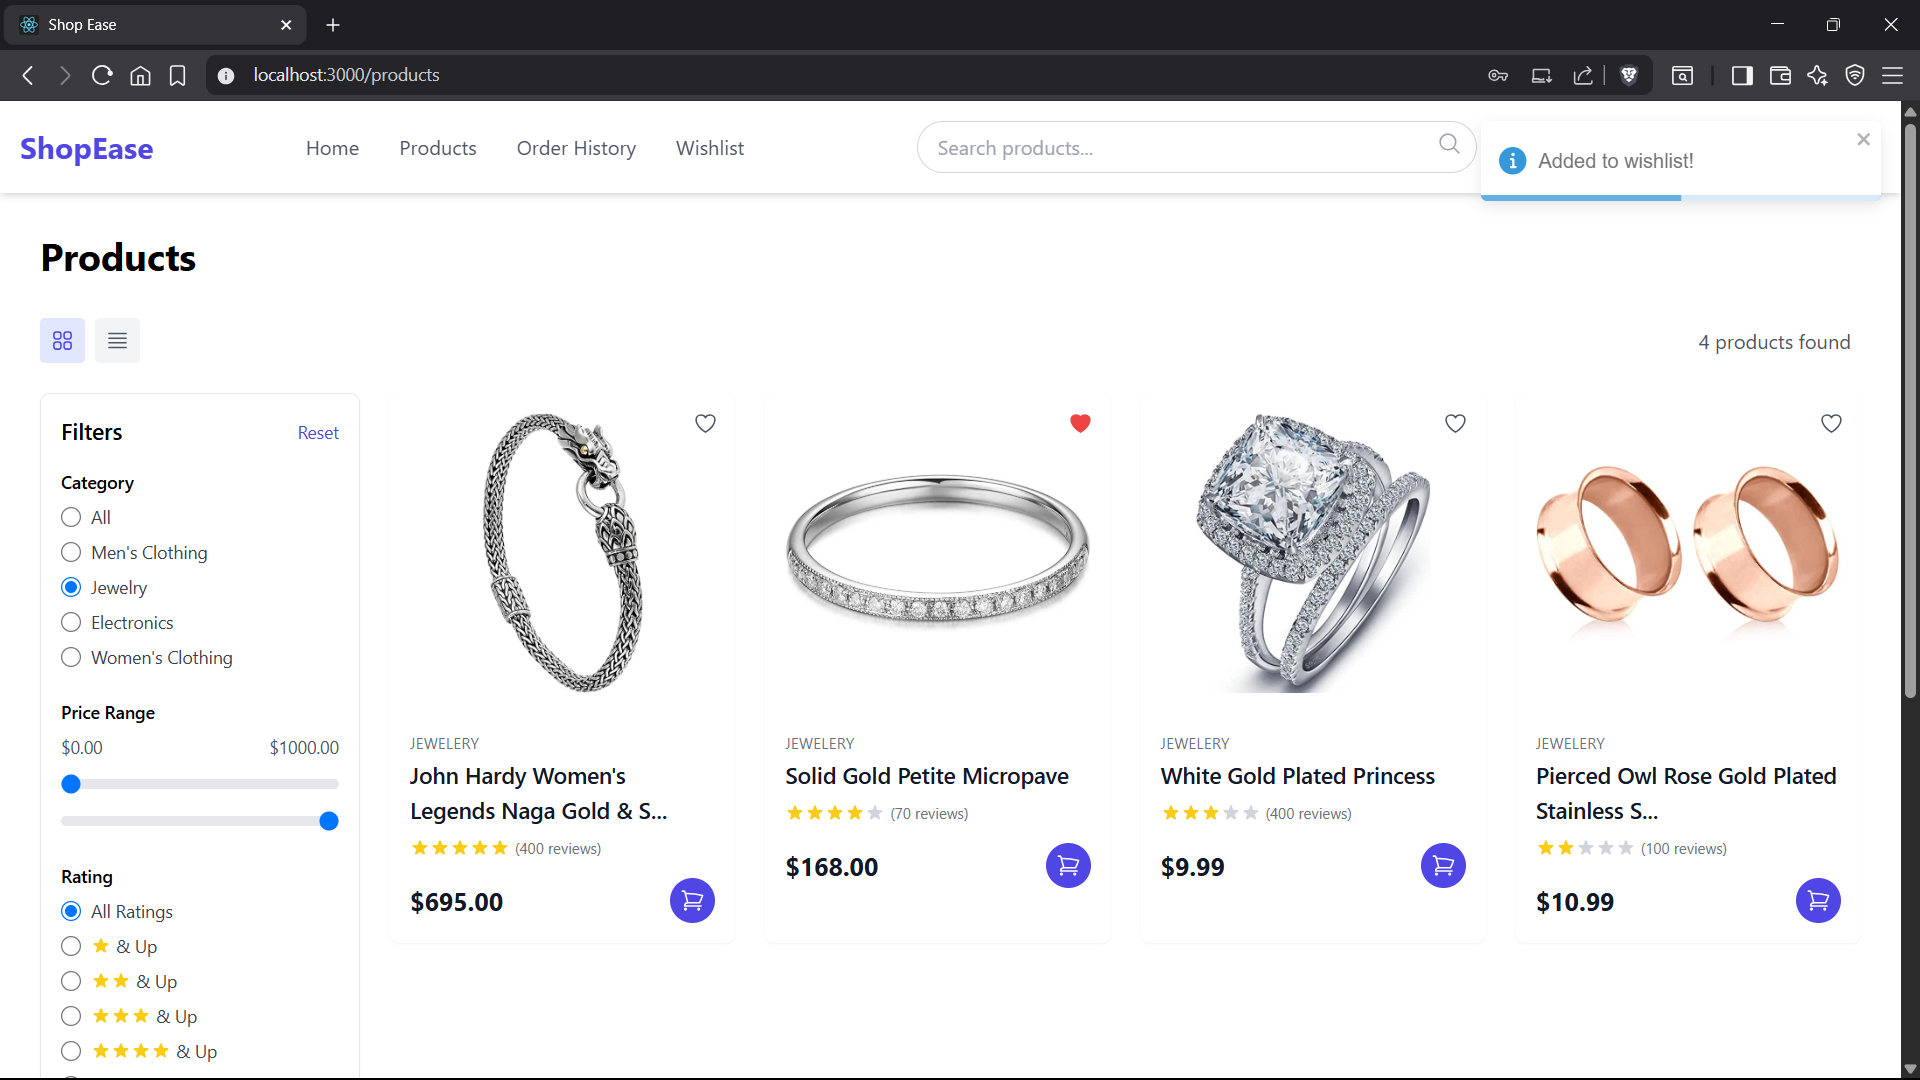 Shop Ease
localhost:3000/products
ShopEase
Home
Products
Order History
Wishlist
Search products...
Added to wishlist!
Products
4 products found
Filters
Reset
Category
All
Men's Clothing
Jewelry
Electronics
Women's Clothing
Price Range
$0.00
$1000.00
Rating
All Ratings
& Up
& Up
& Up
& Up
JEWELERY
John Hardy Women's
Legends Naga Gold & S...
(400 reviews)
$695.00
JEWELERY
Solid Gold Petite Micropave
(70 reviews)
$168.00
JEWELERY
White Gold Plated Princess
(400 reviews)
$9.99
JEWELERY
Pierced Owl Rose Gold Plated
Stainless S...
(100 reviews)
$10.99